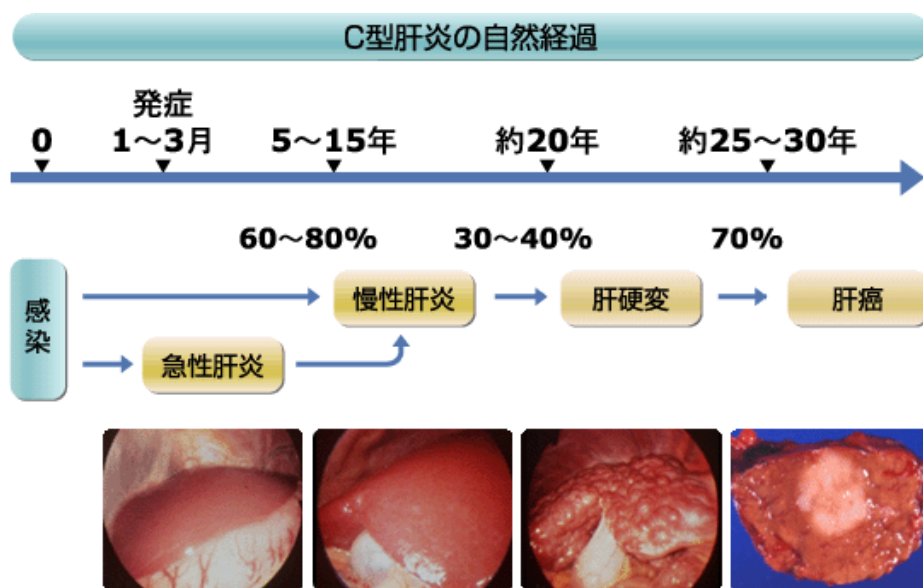 C型肝炎の自然経過
発症
0 1〜3月 5〜15年 約20年 約25〜30年
60〜80% 30〜40% 70%
感染
慢性肝炎 肝硬変 肝癌
急性肝炎